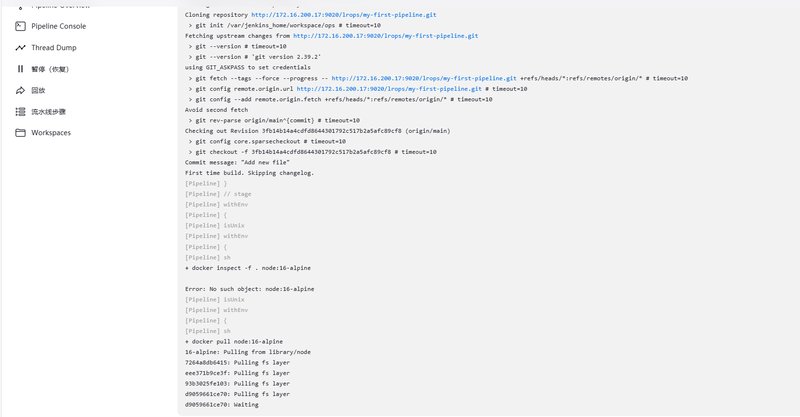 Pipeline Overview
Pipeline Console
Thread Dump
暂停（恢复）
回放
流水线步骤
Workspaces
Cloning repository http://172.16.200.17:9020/lrops/my-first-pipeline.git
> git init /var/jenkins_home/workspace/ops # timeout=10
Fetching upstream changes from http://172.16.200.17:9020/lrops/my-first-pipeline.git
> git --version # timeout=10
> git --version # 'git version 2.39.2'
using GIT_ASKPASS to set credentials
> git fetch --tags --force --progress -- http://172.16.200.17:9020/lrops/my-first-pipeline.git +refs/heads/*:refs/remotes/origin/* # timeout=10
> git config remote.origin.url http://172.16.200.17:9020/lrops/my-first-pipeline.git # timeout=10
> git config --add remote.origin.fetch +refs/heads/*:refs/remotes/origin/* # timeout=10
Avoid second fetch
> git rev-parse origin/main^{commit} # timeout=10
Checking out Revision 3fb14b14a4cdfd8644301792c517b2a5afc89cf8 (origin/main)
> git config core.sparsecheckout # timeout=10
> git checkout -f 3fb14b14a4cdfd8644301792c517b2a5afc89cf8 # timeout=10
Commit message: "Add new file"
First time build. Skipping changelog.
[Pipeline] }
[Pipeline] // stage
[Pipeline] withEnv
[Pipeline] {
[Pipeline] isUnix
[Pipeline] withEnv
[Pipeline] {
[Pipeline] sh
+ docker inspect -f . node:16-alpine
Error: No such object: node:16-alpine
[Pipeline] isUnix
[Pipeline] withEnv
[Pipeline] {
[Pipeline] sh
+ docker pull node:16-alpine
16-alpine: Pulling from library/node
7264a8db6415: Pulling fs layer
eee371b9ce3f: Pulling fs layer
93b3025fe103: Pulling fs layer
d9059661ce70: Pulling fs layer
d9059661ce70: Waiting